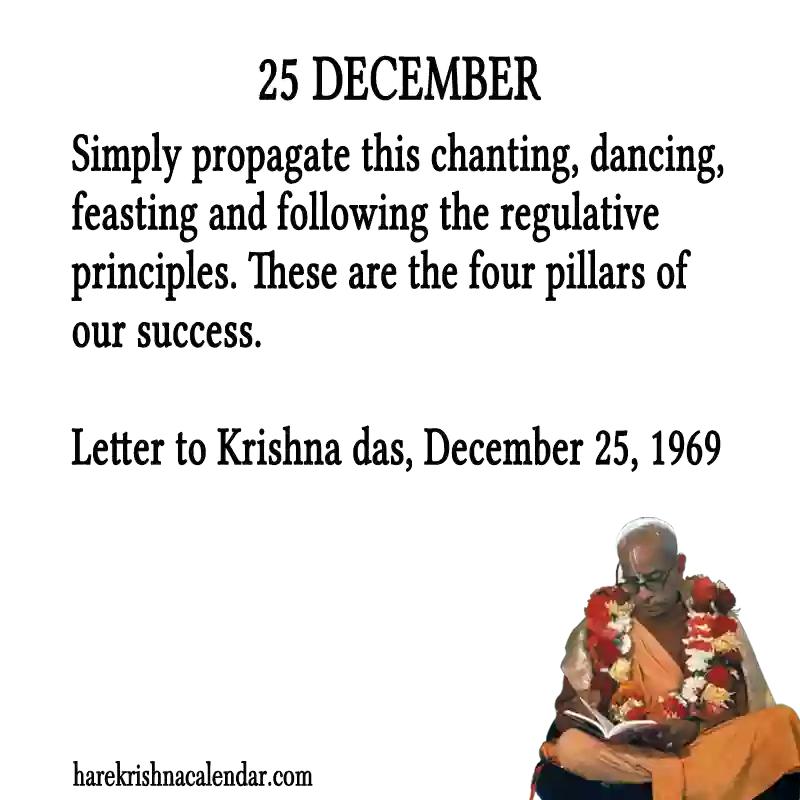 25 DECEMBER
Simply propagate this chanting, dancing,
feasting and following the regulative
principles. These are the four pillars of
our success.
Letter to Krishna das, December 25, 1969
harekrishnacalendar.com